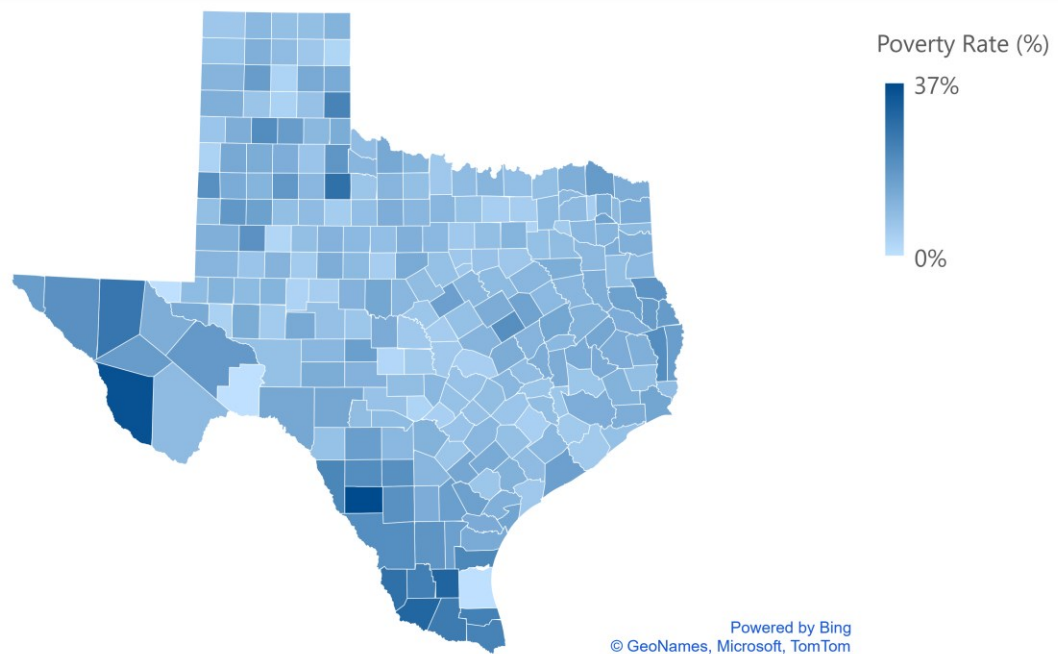 Poverty Rate (%)
37%
0%
Powered by Bing
© GeoNames, Microsoft, TomTom